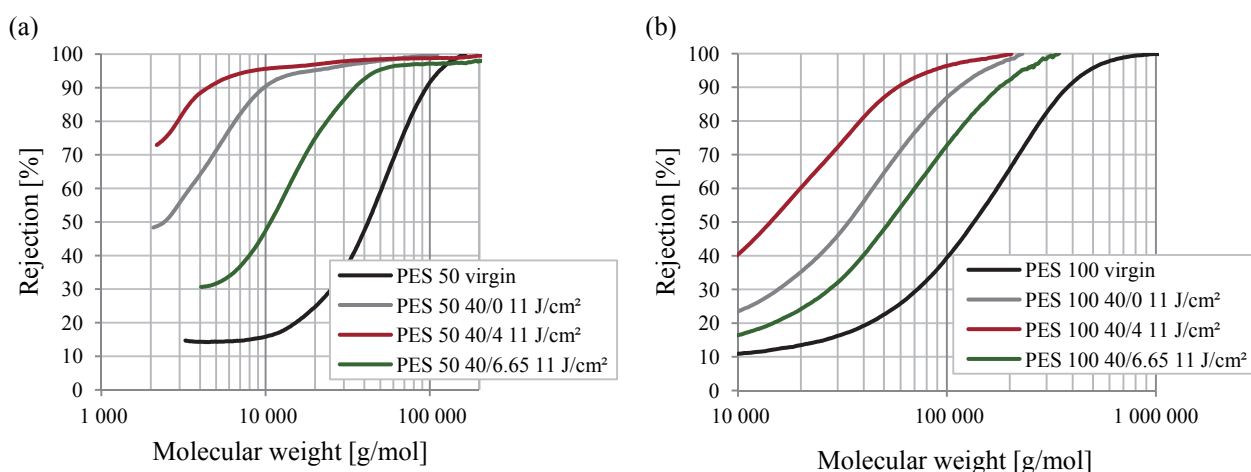 (a)
Rejection [%]
100
90
80
70
60
50
40
30
20
10
0
1 000
10 000
100 000
Molecular weight [g/mol]
PES 50 virgin
PES 50 40/0 11 J/cm²
PES 50 40/4 11 J/cm²
PES 50 40/6.65 11 J/cm²
(b)
Rejection [%]
100
90
80
70
60
50
40
30
20
10
0
10 000
100 000
1 000 000
Molecular weight [g/mol]
PES 100 virgin
PES 100 40/0 11 J/cm²
PES 100 40/4 11 J/cm²
PES 100 40/6.65 11 J/cm²